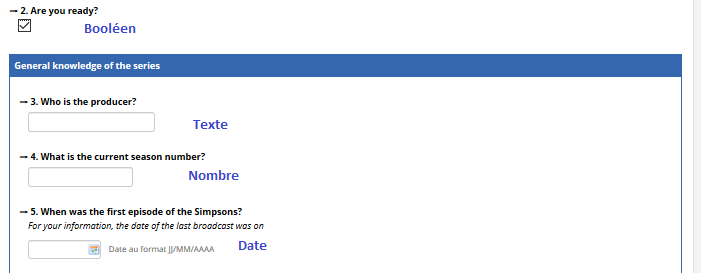 → 2. Are you ready?
Booléen
General knowledge of the series
→ 3. Who is the producer?
Texte
→ 4. What is the current season number?
Nombre
→ 5. When was the first episode of the Simpsons?
For your information, the date of the last broadcast was on
Date au format JJ/MM/AAAA Date